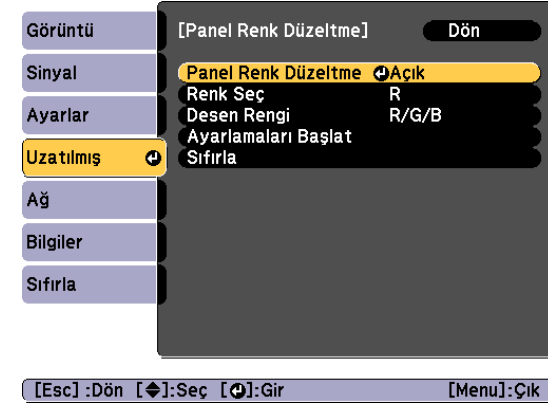 Görüntü
Sinyal
Ayarlar
Uzatılmış
Ağ
Bilgiler
Sıfırla
[Panel Renk Düzeltme] Dön
Panel Renk Düzeltme Açık
Renk Seç R
Desen Rengi R/G/B
Ayarlamaları Başlat
Sıfırla
[Esc] :Dön [◆]:Seç [↵]:Gir [Menu]:Çık